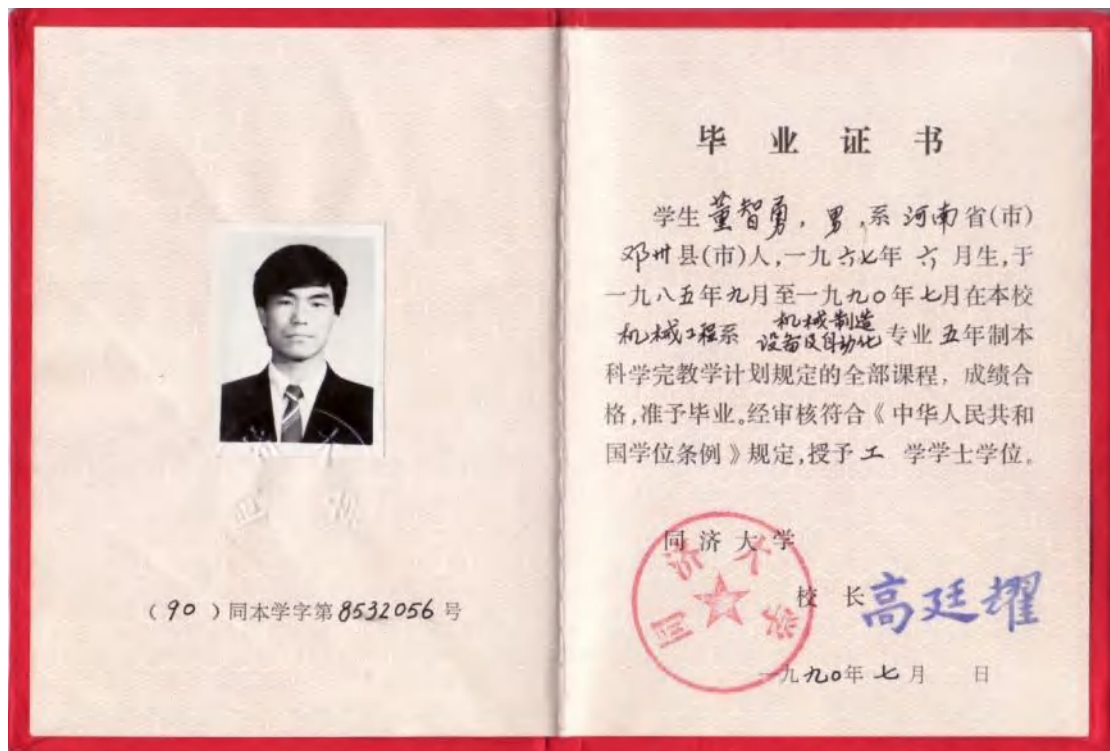 (90)同本学字第8532056号
毕业证书
学生董智勇,男,系河南省(市)
邓州县(市)人,一九六七年六月生,于
一九八五年九月至一九九〇年七月在本校
机械工程系机械制造设备及自动化专业五年制本
科学完教学计划规定的全部课程,成绩合
格,准予毕业。经审核符合《中华人民共和
国学位条例》规定,授予工学学士学位。
同济大学
同济大学
校长高廷耀
一九九〇年七月 日